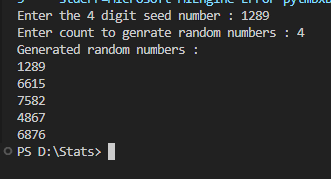 Enter the 4 digit seed number : 1289
Enter count to genrate random numbers : 4
Generated random numbers :
1289
6615
7582
4867
6876
PS D:\Stats>